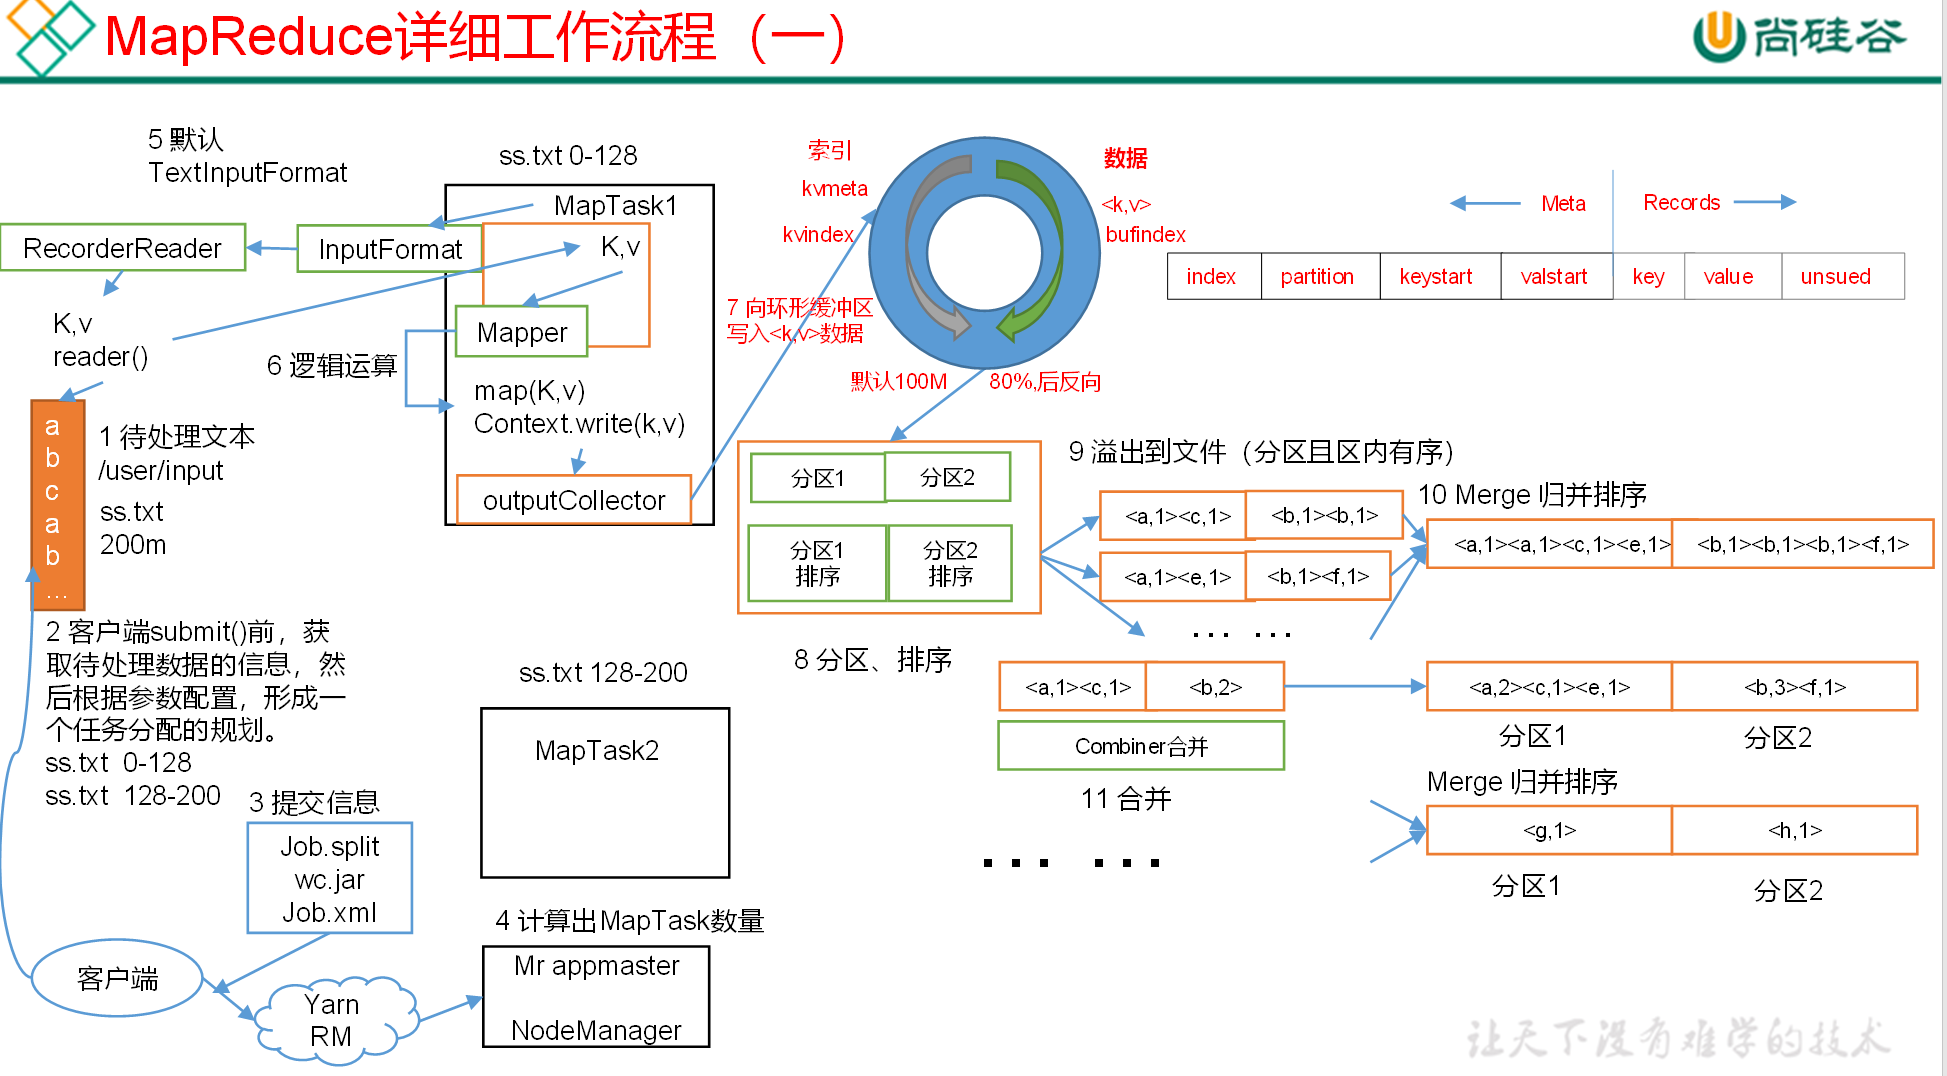 MapReduce详细工作流程（一）
尚硅谷
5 默认
TextInputFormat
ss.txt 0-128
MapTask1
RecorderReader
InputFormat
K,v
K,v
reader()
Mapper
6 逻辑运算
map(K,v)
Context.write(k,v)
outputCollector
a
b
c
a
b
...
1 待处理文本
/user/input
ss.txt
200m
2 客户端submit()前，获
取待处理数据的信息，然
后根据参数配置，形成一
个任务分配的规划。
ss.txt 0-128
ss.txt 128-200
3 提交信息
Job.split
wc.jar
Job.xml
客户端
Yarn
RM
4 计算出MapTask数量
Mr appmaster
NodeManager
ss.txt 128-200
MapTask2
索引
kvmeta
kvindex
数据
<k,v>
bufindex
7 向环形缓冲区
写入<k,v>数据
默认100M
80%,后反向
Meta
Records
index
partition
keystart
valstart
key
value
unsued
分区1
分区2
分区1
排序
分区2
排序
8 分区、排序
9 溢出到文件（分区且区内有序）
<a,1><c,1>
<b,1><b,1>
<a,1><e,1>
<b,1><f,1>
... ...
10 Merge 归并排序
<a,1><a,1><c,1><e,1>
<b,1><b,1><b,1><f,1>
<a,1><c,1>
<b,2>
Combiner合并
11 合并
... ...
<a,2><c,1><e,1>
<b,3><f,1>
分区1
分区2
Merge 归并排序
<g,1>
<h,1>
分区1
分区2
让天下没有难学的技术